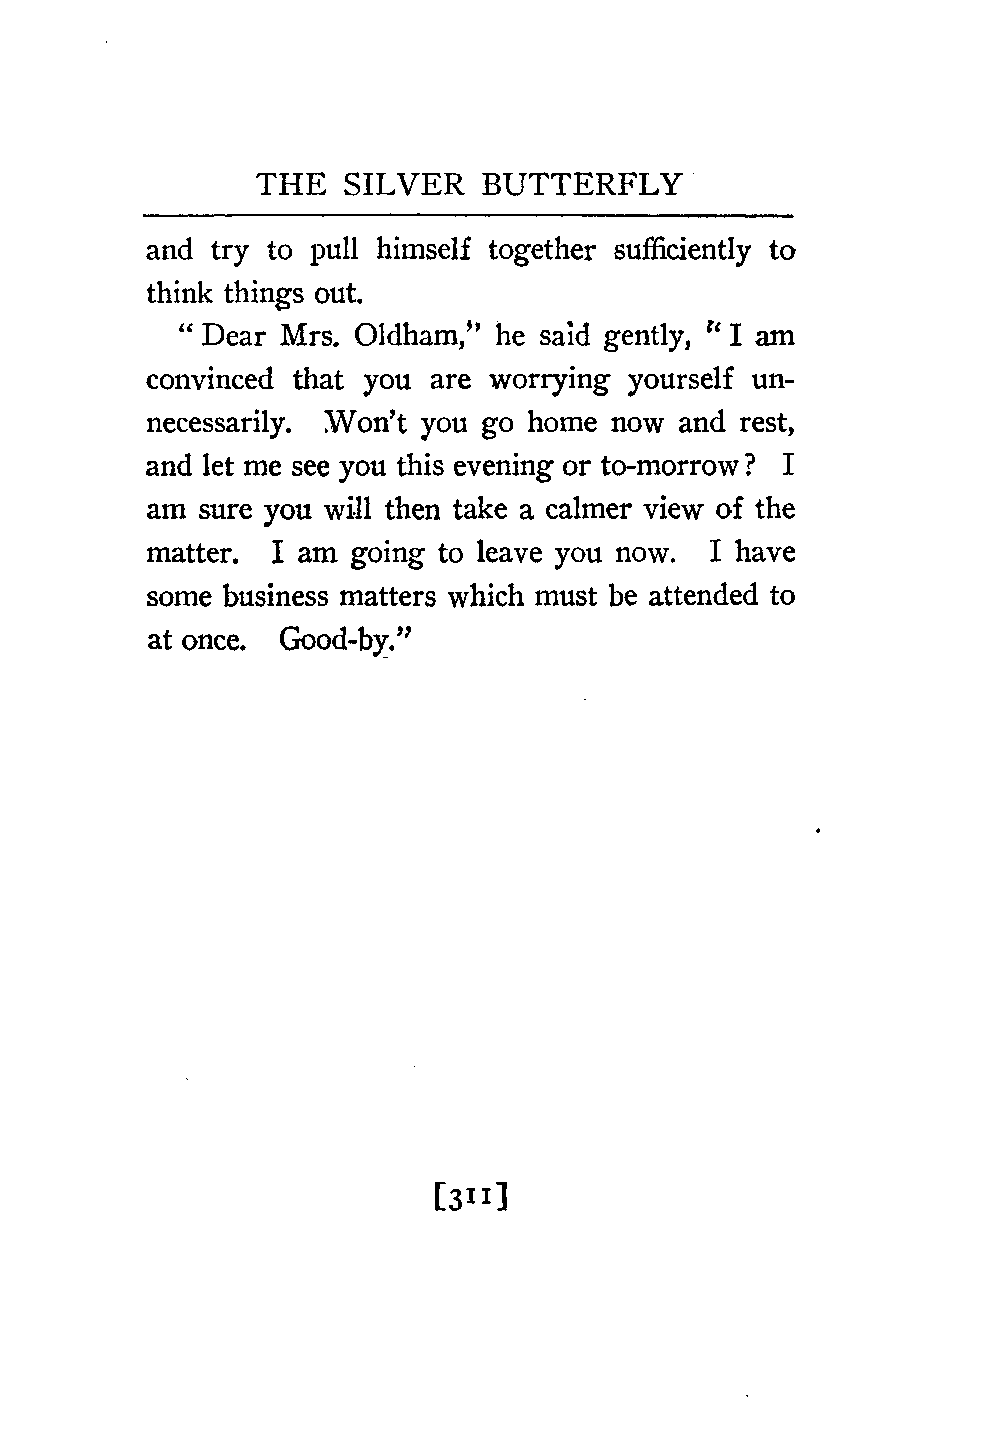 THE SILVER BUTTERFLY
and try to pull himself together sufficiently to
think things out.
“ Dear Mrs. Oldham,” he said gently, “ I am
convinced that you are worrying yourself un-
necessarily. Won’t you go home now and rest,
and let me see you this evening or to-morrow? I
am sure you will then take a calmer view of the
matter. I am going to leave you now. I have
some business matters which must be attended to
at once. Good-by.”
[311]